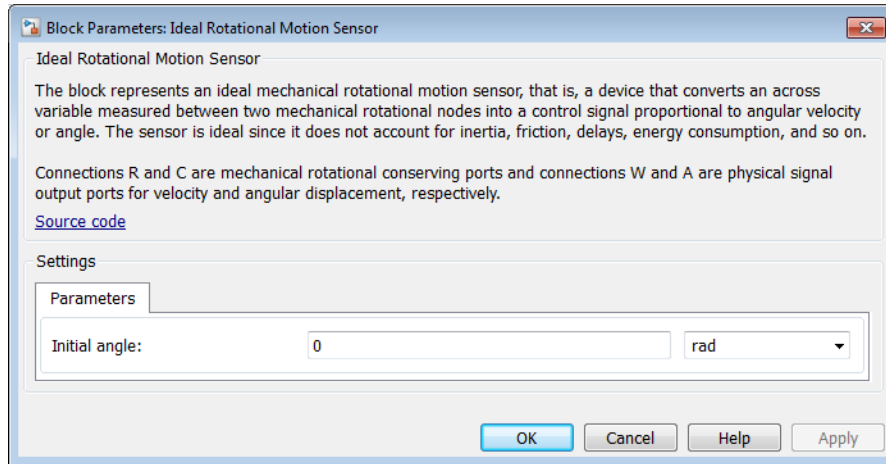 Block Parameters: Ideal Rotational Motion Sensor
Ideal Rotational Motion Sensor
The block represents an ideal mechanical rotational motion sensor, that is, a device that converts an across
variable measured between two mechanical rotational nodes into a control signal proportional to angular velocity
or angle. The sensor is ideal since it does not account for inertia, friction, delays, energy consumption, and so on.
Connections R and C are mechanical rotational conserving ports and connections W and A are physical signal
output ports for velocity and angular displacement, respectively.
Source code
Settings
Parameters
Initial angle: 0 rad
OK Cancel Help Apply